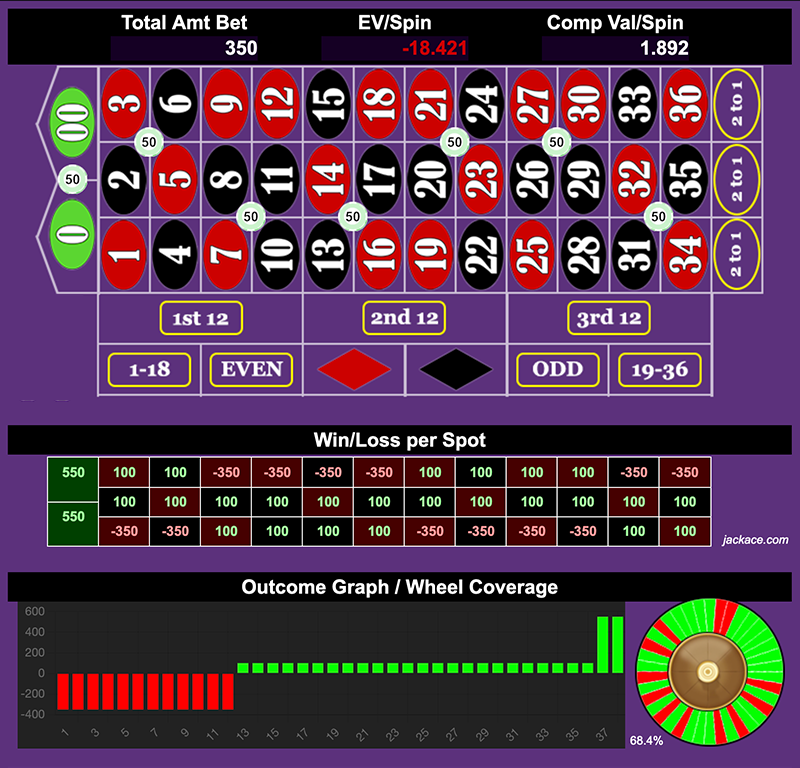 Total Amt Bet EV/Spin Comp Val/Spin
350 -18.421 1.892
00 3 6 9 12 15 18 21 24 27 30 33 36 2 to 1
50 50 50
50 2 5 8 11 14 17 20 23 26 29 32 35 2 to 1
50 50 50
0 1 4 7 10 13 16 19 22 25 28 31 34 2 to 1
1st 12 2nd 12 3rd 12
1-18 EVEN ODD 19-36
Win/Loss per Spot
550 100 100 -350 -350 -350 -350 100 100 100 100 -350 -350
100 100 100 100 100 100 100 100 100 100 100 100
550 -350 -350 100 100 100 100 -350 -350 -350 -350 100 100
jackace.com
Outcome Graph / Wheel Coverage
600
400
200
0
-200
-400
1 3 5 7 9 11 13 15 17 19 21 23 25 27 29 31 33 35 37
68.4%